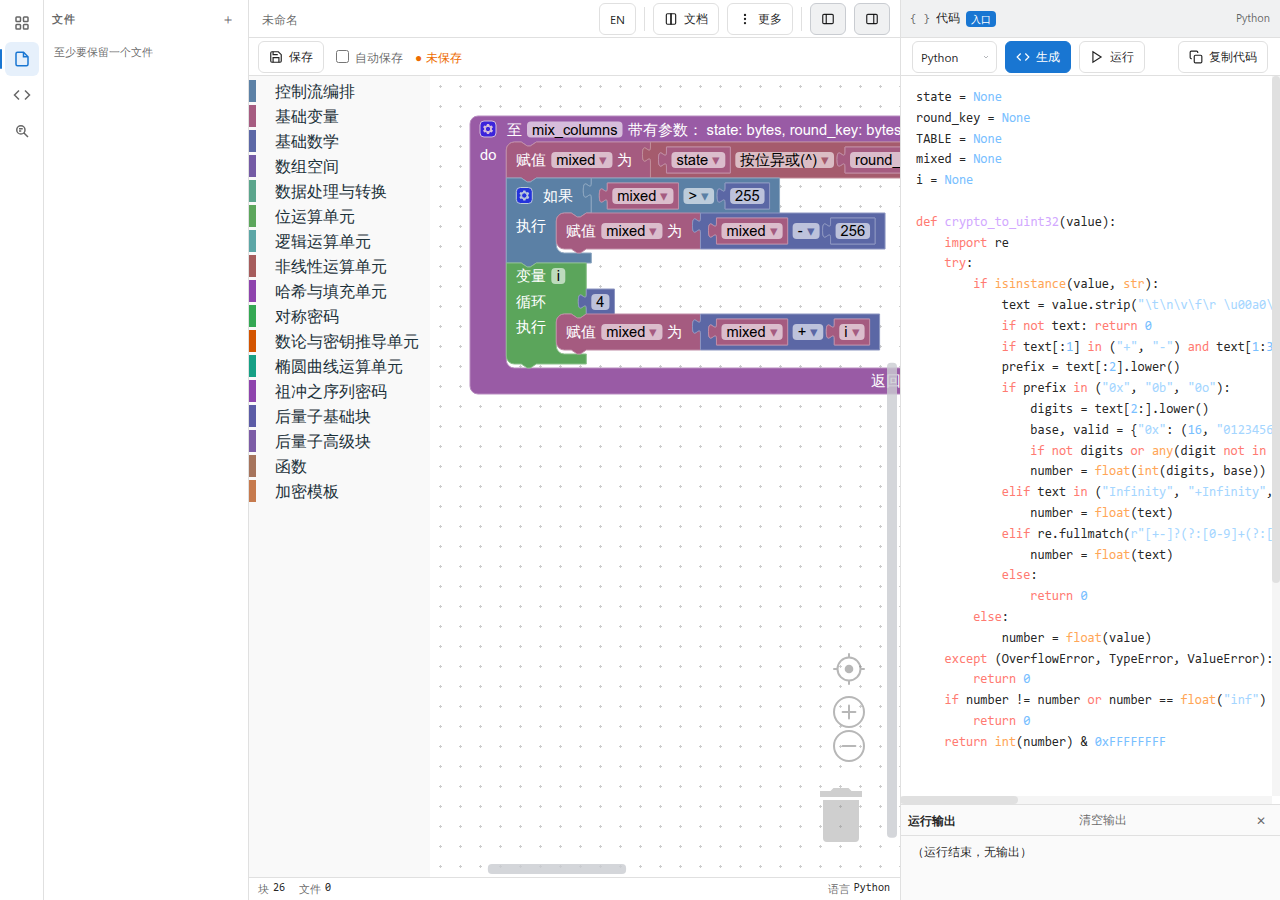 文件
+
至少要保留一个文件
未命名
EN
文档
更多
{ } 代码 入口
Python
保存
自动保存
● 未保存
Python
生成
运行
复制代码
控制流编排
基础变量
基础数学
数组空间
数据处理与转换
位运算单元
逻辑运算单元
非线性运算单元
哈希与填充单元
对称密码
数论与密钥推导单元
椭圆曲线运算单元
祖冲之序列密码
后量子基础块
后量子高级块
函数
加密模板
至 mix_columns 带有参数： state: bytes, round_key: bytes
do
赋值 mixed ▾ 为 state ▾ 按位异或(^) ▾ round_
如果 mixed ▾ > ▾ 255
执行 赋值 mixed ▾ 为 mixed ▾ - ▾ 256
变量 i
循环 4
执行 赋值 mixed ▾ 为 mixed ▾ + ▾ i ▾
返
state = None
round_key = None
TABLE = None
mixed = None
i = None
def crypto_to_uint32(value):
    import re
    try:
        if isinstance(value, str):
            text = value.strip("\t\n\v\f\r \u00a0\
            if not text: return 0
            if text[:1] in ("+", "-") and text[1:3
            prefix = text[:2].lower()
            if prefix in ("0x", "0b", "0o"):
                digits = text[2:].lower()
                base, valid = {"0x": (16, "0123456
                if not digits or any(digit not in
                number = float(int(digits, base))
            elif text in ("Infinity", "+Infinity",
                number = float(text)
            elif re.fullmatch(r"[+-]?(?:[0-9]+(?:[
                number = float(text)
            else:
                return 0
        else:
            number = float(value)
    except (OverflowError, TypeError, ValueError):
        return 0
    if number != number or number == float("inf")
        return 0
    return int(number) & 0xFFFFFFFF
运行输出
清空输出
×
（运行结束，无输出）
块 26
文件 0
语言 Python